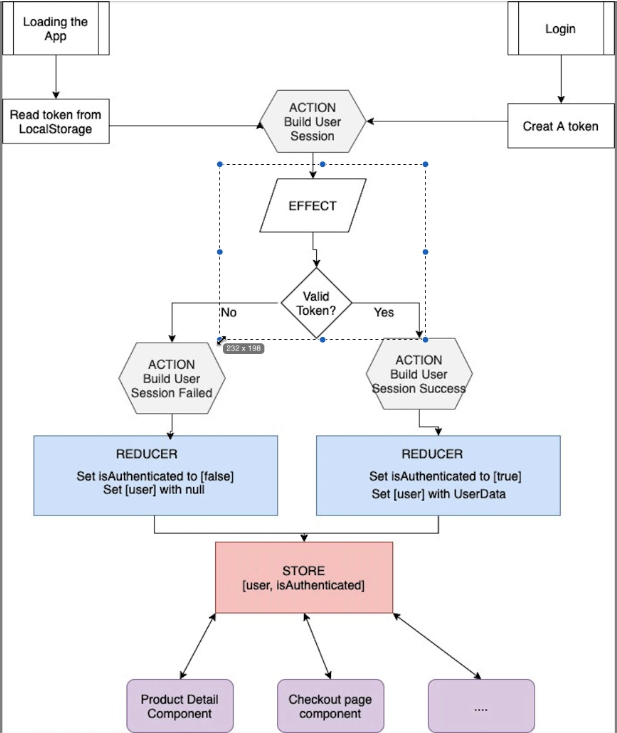 Loading the
App
Login
Read token from
LocalStorage
ACTION
Build User
Session
Creat A token
EFFECT
Valid
Token?
No
Yes
232 x 198
ACTION
Build User
Session Failed
ACTION
Build User
Session Success
REDUCER
Set isAuthenticated to [false]
Set [user] with null
REDUCER
Set isAuthenticated to [true]
Set [user] with UserData
STORE
[user, isAuthenticated]
Product Detail
Component
Checkout page
component
....